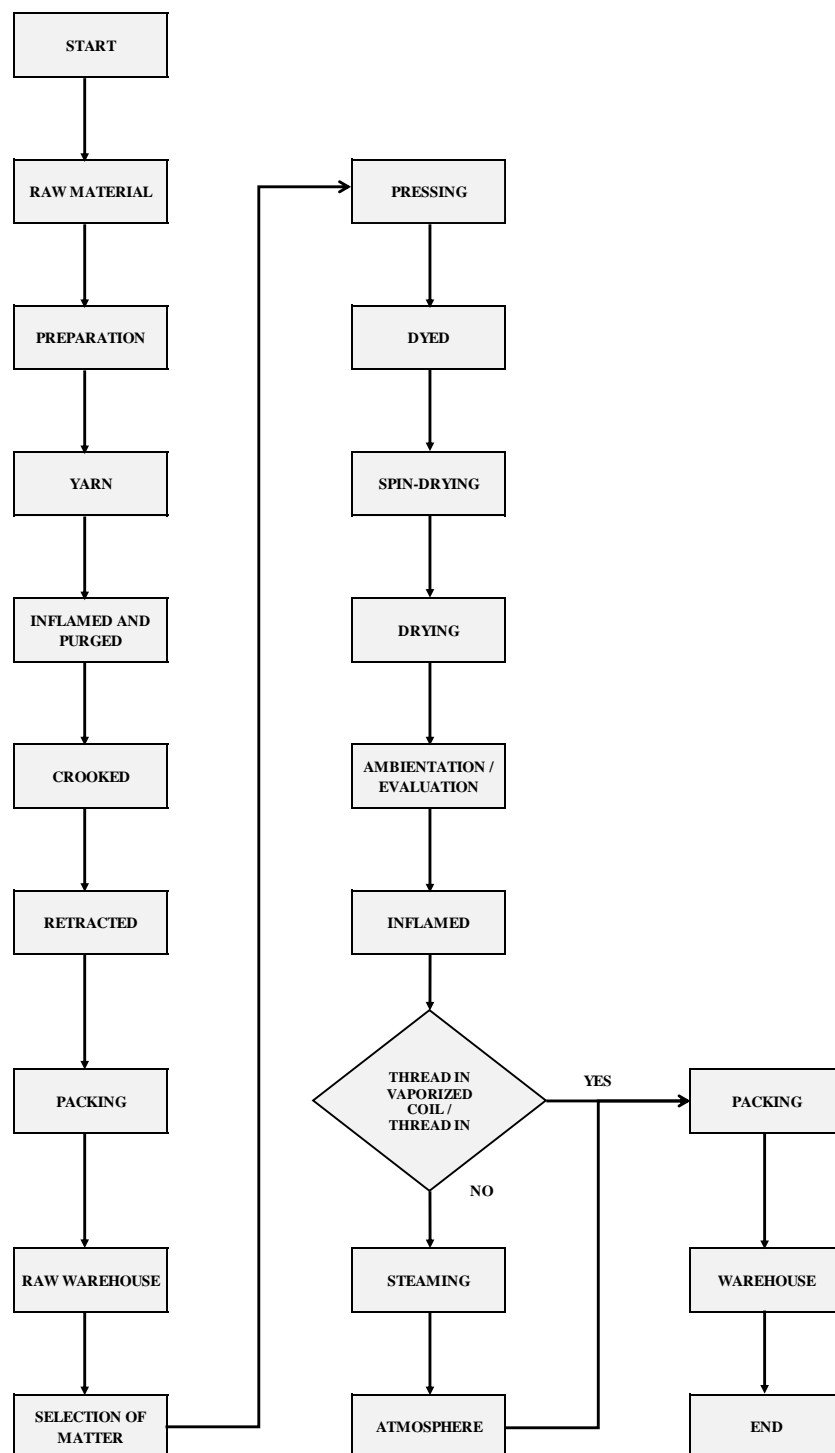 START
RAW MATERIAL
PREPARATION
YARN
INFLAMED AND
PURGED
CROOKED
RETRACTED
PACKING
RAW WAREHOUSE
SELECTION OF
MATTER
PRESSING
DYED
SPIN-DRYING
DRYING
AMBIENTATION /
EVALUATION
INFLAMED
THREAD IN
VAPORIZED
COIL /
THREAD IN
YES
NO
STEAMING
ATMOSPHERE
PACKING
WAREHOUSE
END